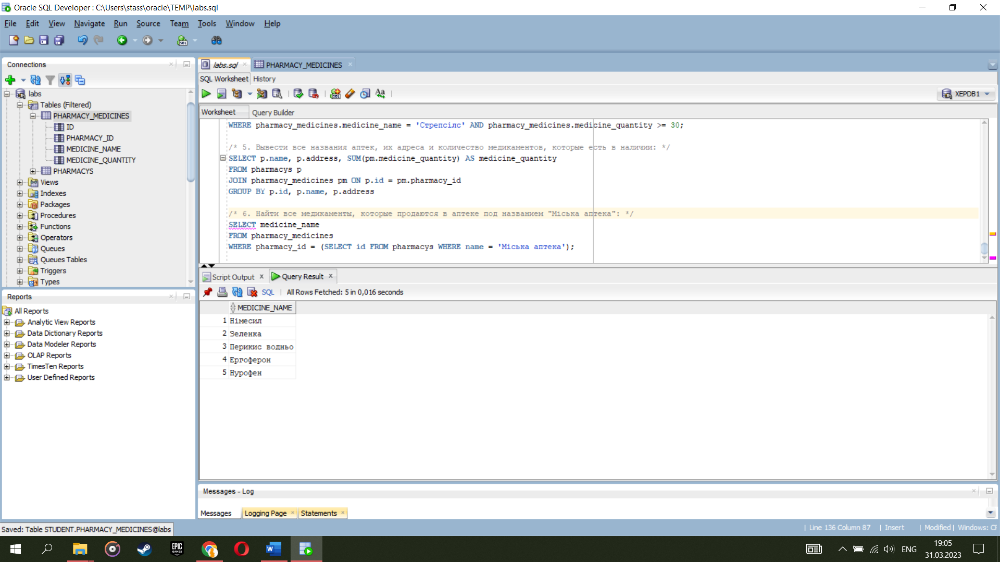 Oracle SQL Developer : C:\Users\stass\oracle\TEMP\labs.sql
File Edit View Navigate Run Source Team Tools Window Help
Connections
labs
Tables (Filtered)
PHARMACY_MEDICINES
ID
PHARMACY_ID
MEDICINE_NAME
MEDICINE_QUANTITY
PHARMACYS
Views
Indexes
Packages
Procedures
Functions
Operators
Queues
Queues Tables
Triggers
Types
Reports
All Reports
Analytic View Reports
Data Dictionary Reports
Data Modeler Reports
OLAP Reports
TimesTen Reports
User Defined Reports
labs.sql PHARMACY_MEDICINES
SQL Worksheet History
XEPDB1
Worksheet Query Builder
WHERE pharmacy_medicines.medicine_name = 'Стрепсілс' AND pharmacy_medicines.medicine_quantity >= 30;
/* 5. Вывести все названия аптек, их адреса и количество медикаментов, которые есть в наличии: */
SELECT p.name, p.address, SUM(pm.medicine_quantity) AS medicine_quantity
FROM pharmacys p
JOIN pharmacy_medicines pm ON p.id = pm.pharmacy_id
GROUP BY p.id, p.name, p.address
/* 6. Найти все медикаменты, которые продаются в аптеке под названием "Міська аптека": */
SELECT medicine_name
FROM pharmacy_medicines
WHERE pharmacy_id = (SELECT id FROM pharmacys WHERE name = 'Міська аптека');
Script Output x Query Result x
SQL | All Rows Fetched: 5 in 0,016 seconds
MEDICINE_NAME
1 Німесил
2 Зеленка
3 Перикис водньо
4 Ергоферон
5 Нурофен
Messages - Log
Messages Logging Page Statements
Saved: Table STUDENT.PHARMACY_MEDICINES@labs
| Line 136 Column 87 | Insert | Modified | Windows: CF
EPIC GAMES
ENG
19:05
31.03.2023